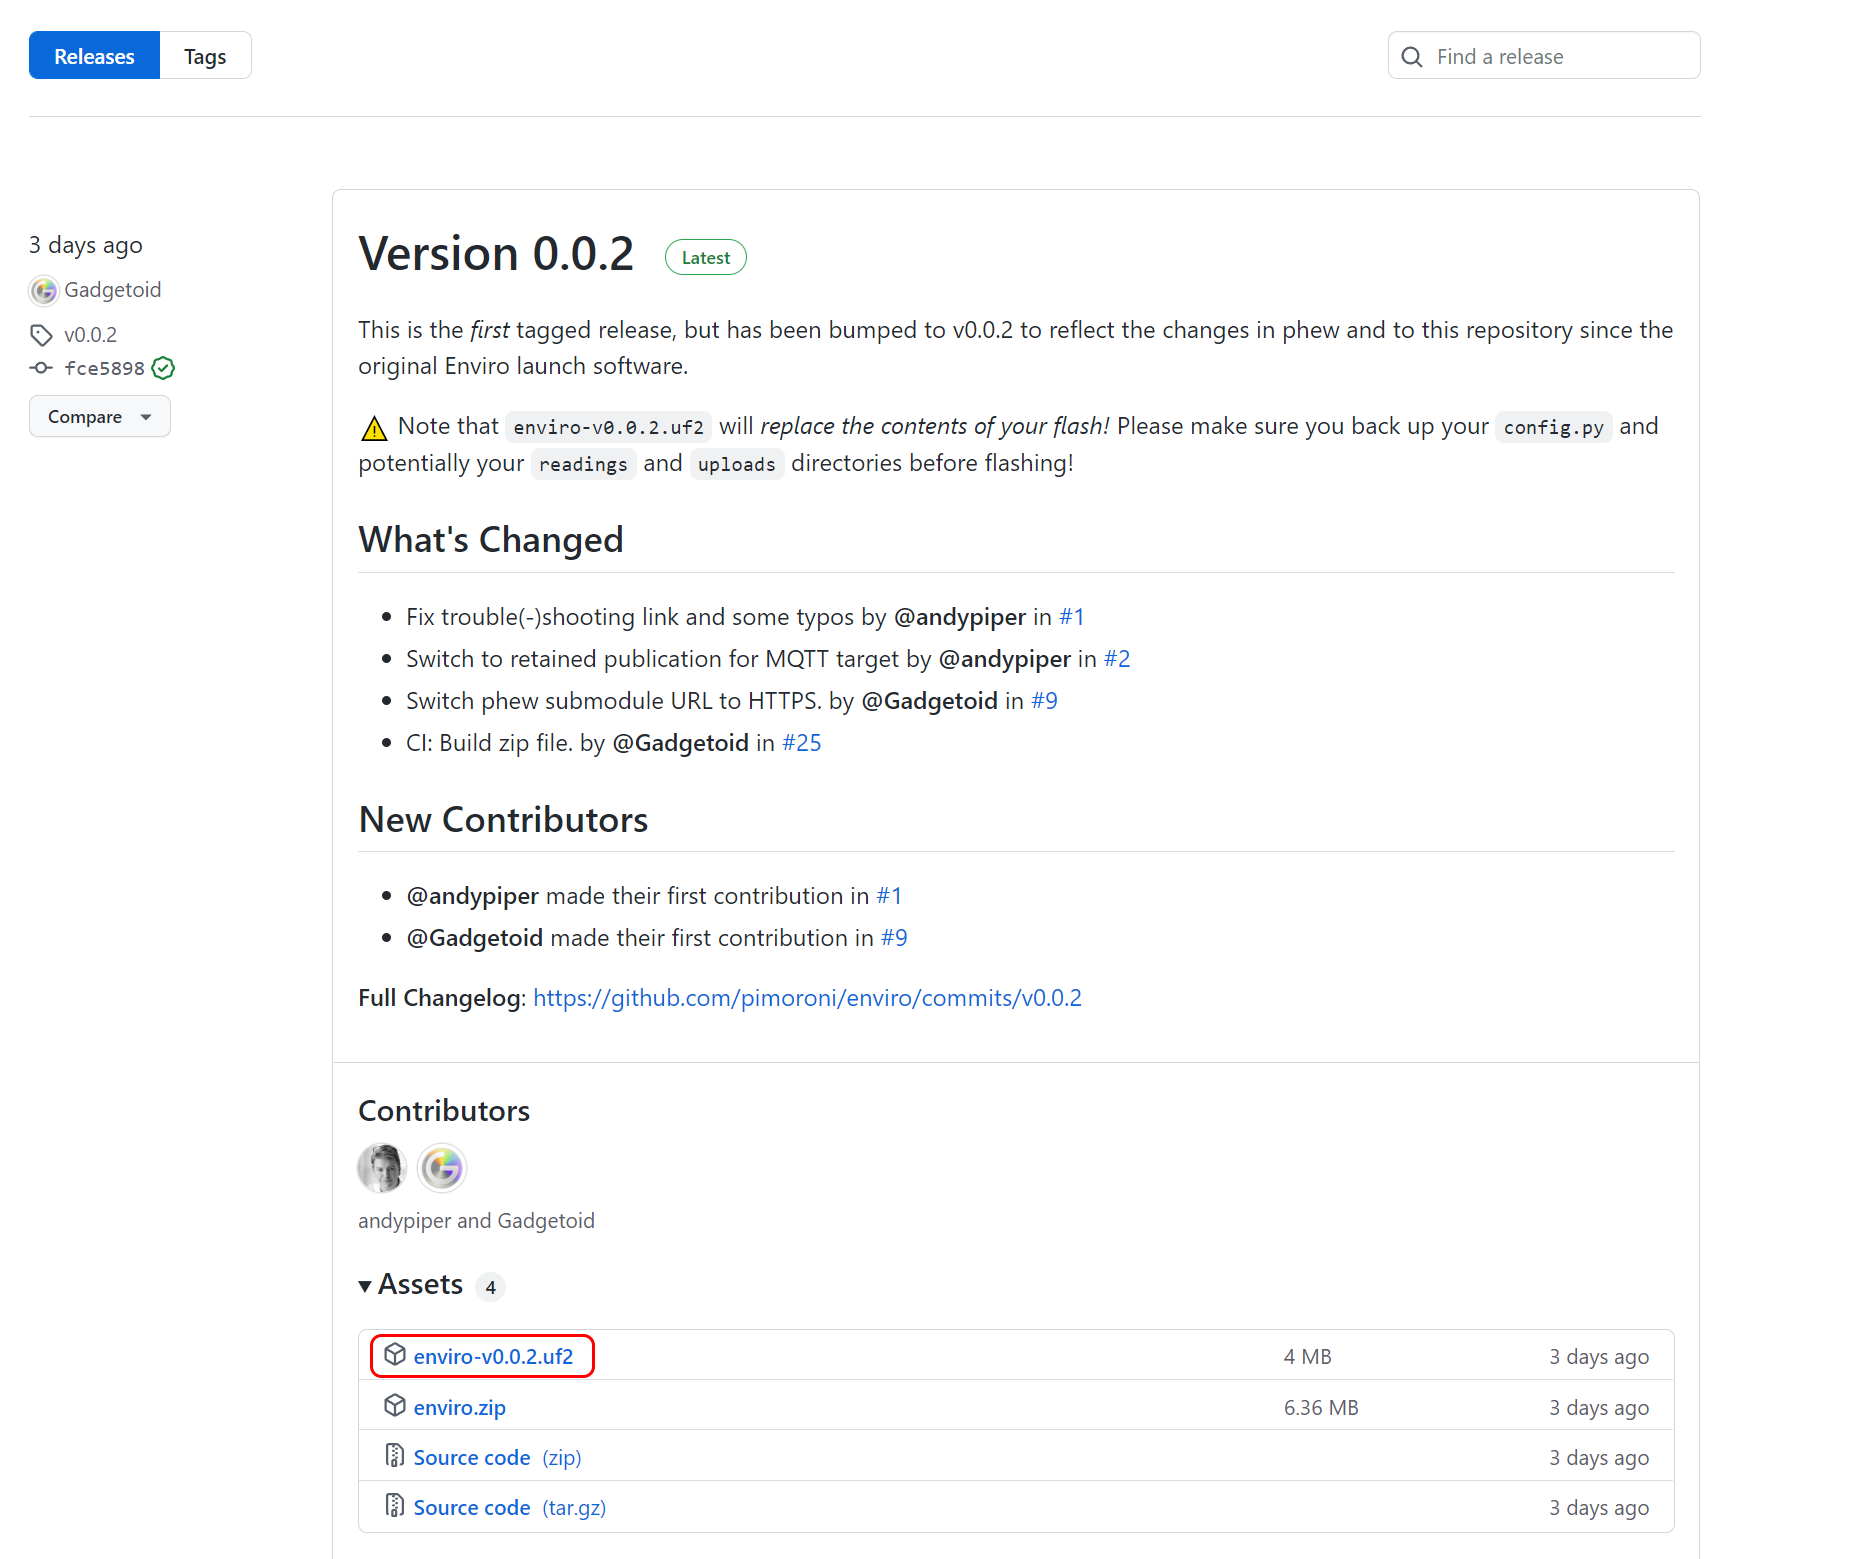 Releases
Tags
Find a release
3 days ago
Gadgetoid
v0.0.2
fce5898
Compare
Version 0.0.2 Latest
This is the first tagged release, but has been bumped to v0.0.2 to reflect the changes in phew and to this repository since the
original Enviro launch software.
Note that enviro-v0.0.2.uf2 will replace the contents of your flash! Please make sure you back up your config.py and
potentially your readings and uploads directories before flashing!
What's Changed
Fix trouble(-)shooting link and some typos by @andypiper in #1
Switch to retained publication for MQTT target by @andypiper in #2
Switch phew submodule URL to HTTPS. by @Gadgetoid in #9
CI: Build zip file. by @Gadgetoid in #25
New Contributors
@andypiper made their first contribution in #1
@Gadgetoid made their first contribution in #9
Full Changelog: https://github.com/pimoroni/enviro/commits/v0.0.2
Contributors
andypiper and Gadgetoid
Assets 4
enviro-v0.0.2.uf2 4 MB 3 days ago
enviro.zip 6.36 MB 3 days ago
Source code (zip) 3 days ago
Source code (tar.gz) 3 days ago